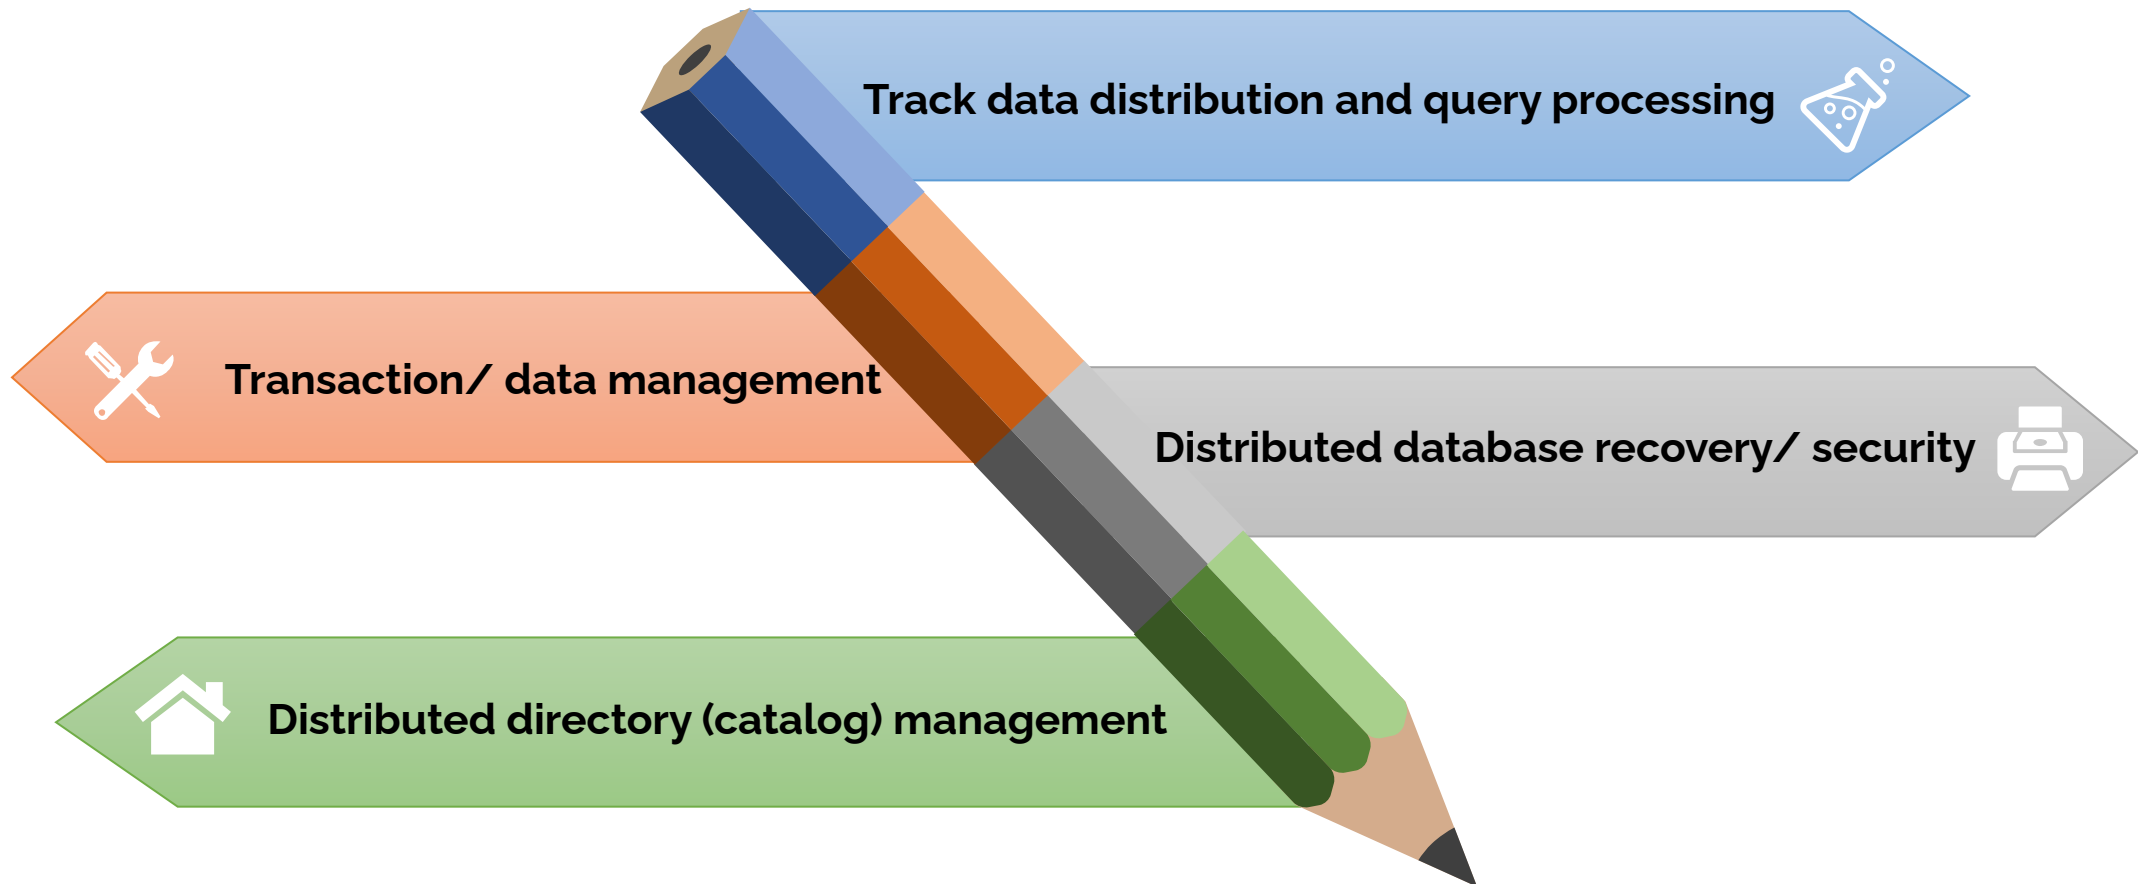 Track data distribution and query processing
Transaction/ data management
Distributed database recovery/ security
Distributed directory (catalog) management